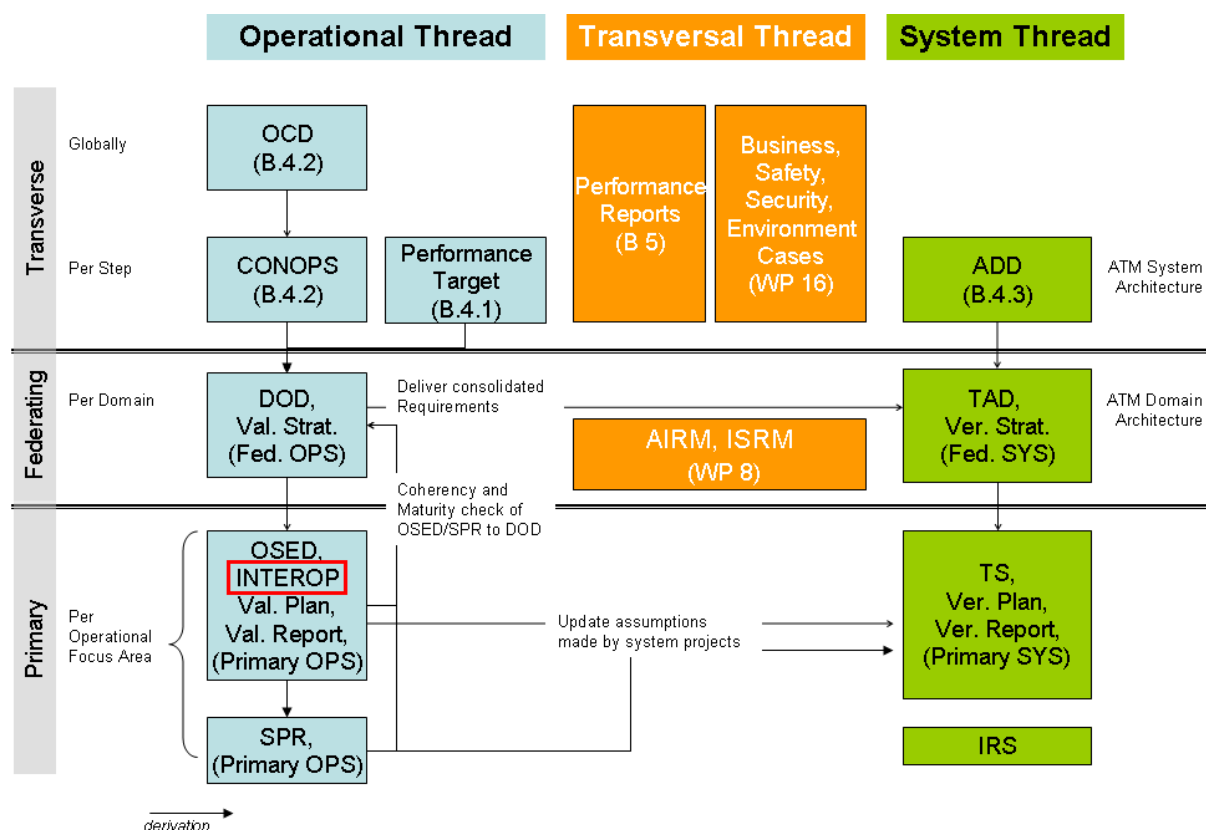 Operational Thread
Transversal Thread
System Thread
Transverse
Globally
OCD
(B.4.2)
Performance
Reports
(B 5)
Business,
Safety,
Security,
Environment
Cases
(WP 16)
Per Step
CONOPS
(B.4.2)
Performance
Target
(B.4.1)
ADD
(B.4.3)
ATM System
Architecture
Federating
Per Domain
DOD,
Val. Strat.
(Fed. OPS)
Deliver consolidated
Requirements
AIRM, ISRM
(WP 8)
TAD,
Ver. Strat.
(Fed. SYS)
ATM Domain
Architecture
Coherency and
Maturity check of
OSED/SPR to DOD
Primary
Per
Operational
Focus Area
OSED,
INTEROP
Val. Plan,
Val. Report,
(Primary OPS)
Update assumptions
made by system projects
TS,
Ver. Plan,
Ver. Report,
(Primary SYS)
SPR,
(Primary OPS)
IRS
derivation